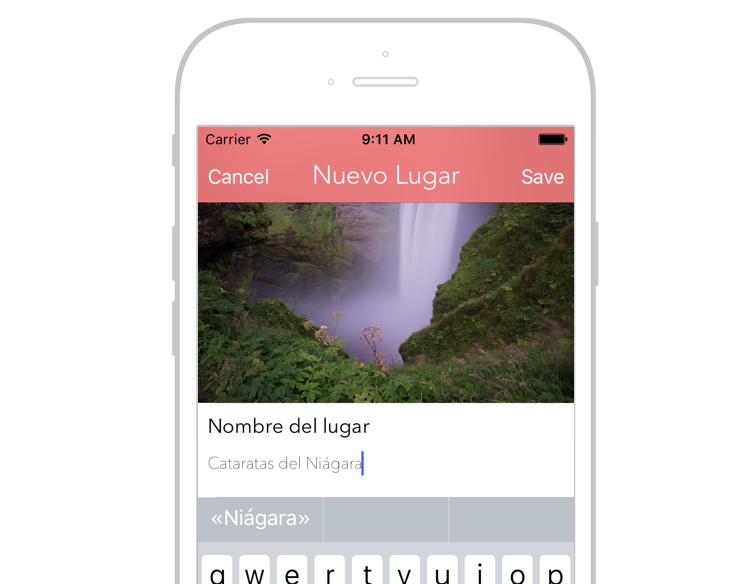 Carrier 9:11 AM
Cancel Nuevo Lugar Save
Nombre del lugar
Cataratas del Niágara
«Niágara»
q w e r t y u i o p